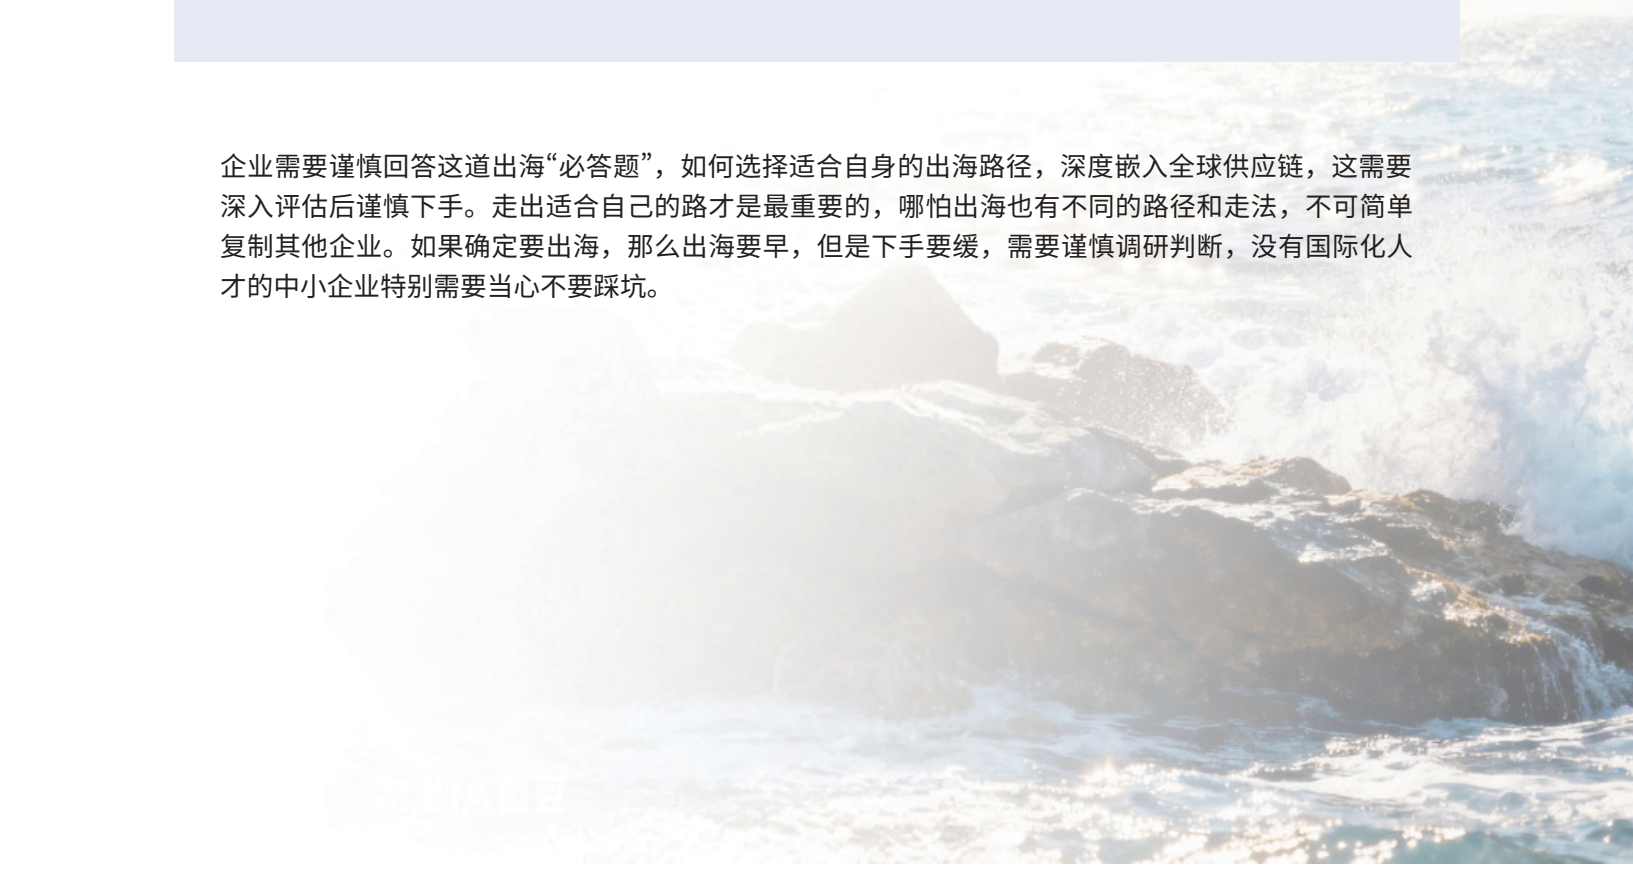 企业需要谨慎回答这道出海“必答题”，如何选择适合自身的出海路径，深度嵌入全球供应链，这需要
深入评估后谨慎下手。走出适合自己的路才是最重要的，哪怕出海也有不同的路径和走法，不可简单
复制其他企业。如果确定要出海，那么出海要早，但是下手要缓，需要谨慎调研判断，没有国际化人
才的中小企业特别需要当心不要踩坑。